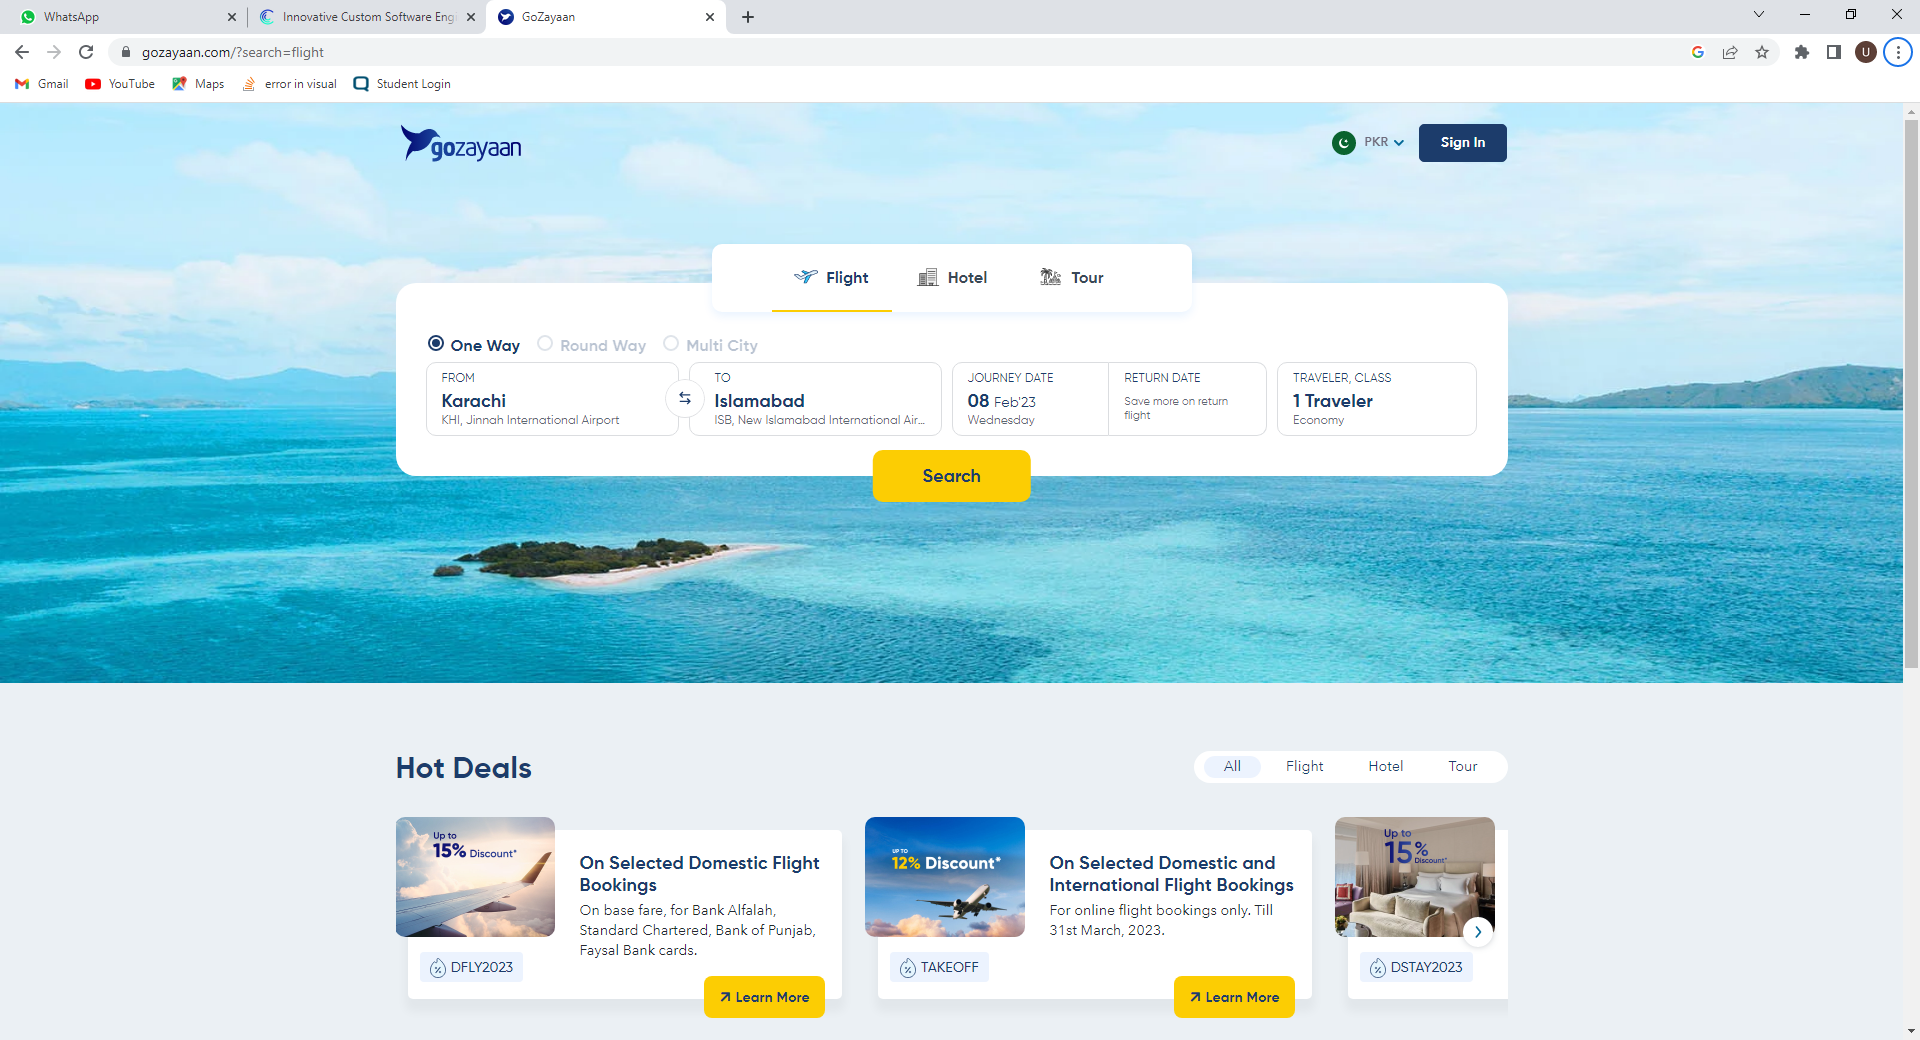 WhatsApp
Innovative Custom Software Eng
GoZayaan
gozayaan.com/?search=flight
U
Gmail
YouTube
Maps
error in visual
Student Login
gozayaan
PKR
Sign In
Flight
Hotel
Tour
One Way
Round Way
Multi City
FROM
Karachi
KHI, Jinnah International Airport
TO
Islamabad
ISB, New Islamabad International Air...
JOURNEY DATE
08 Feb'23
Wednesday
RETURN DATE
Save more on return
flight
TRAVELER, CLASS
1 Traveler
Economy
Search
Hot Deals
All
Flight
Hotel
Tour
Up to
15% Discount*
On Selected Domestic Flight
Bookings
On base fare, for Bank Alfalah,
Standard Chartered, Bank of Punjab,
Faysal Bank cards.
DFLY2023
Learn More
UP TO
12% Discount*
On Selected Domestic and
International Flight Bookings
For online flight bookings only. Till
31st March, 2023.
TAKEOFF
Learn More
Up to
15% Discount*
DSTAY2023